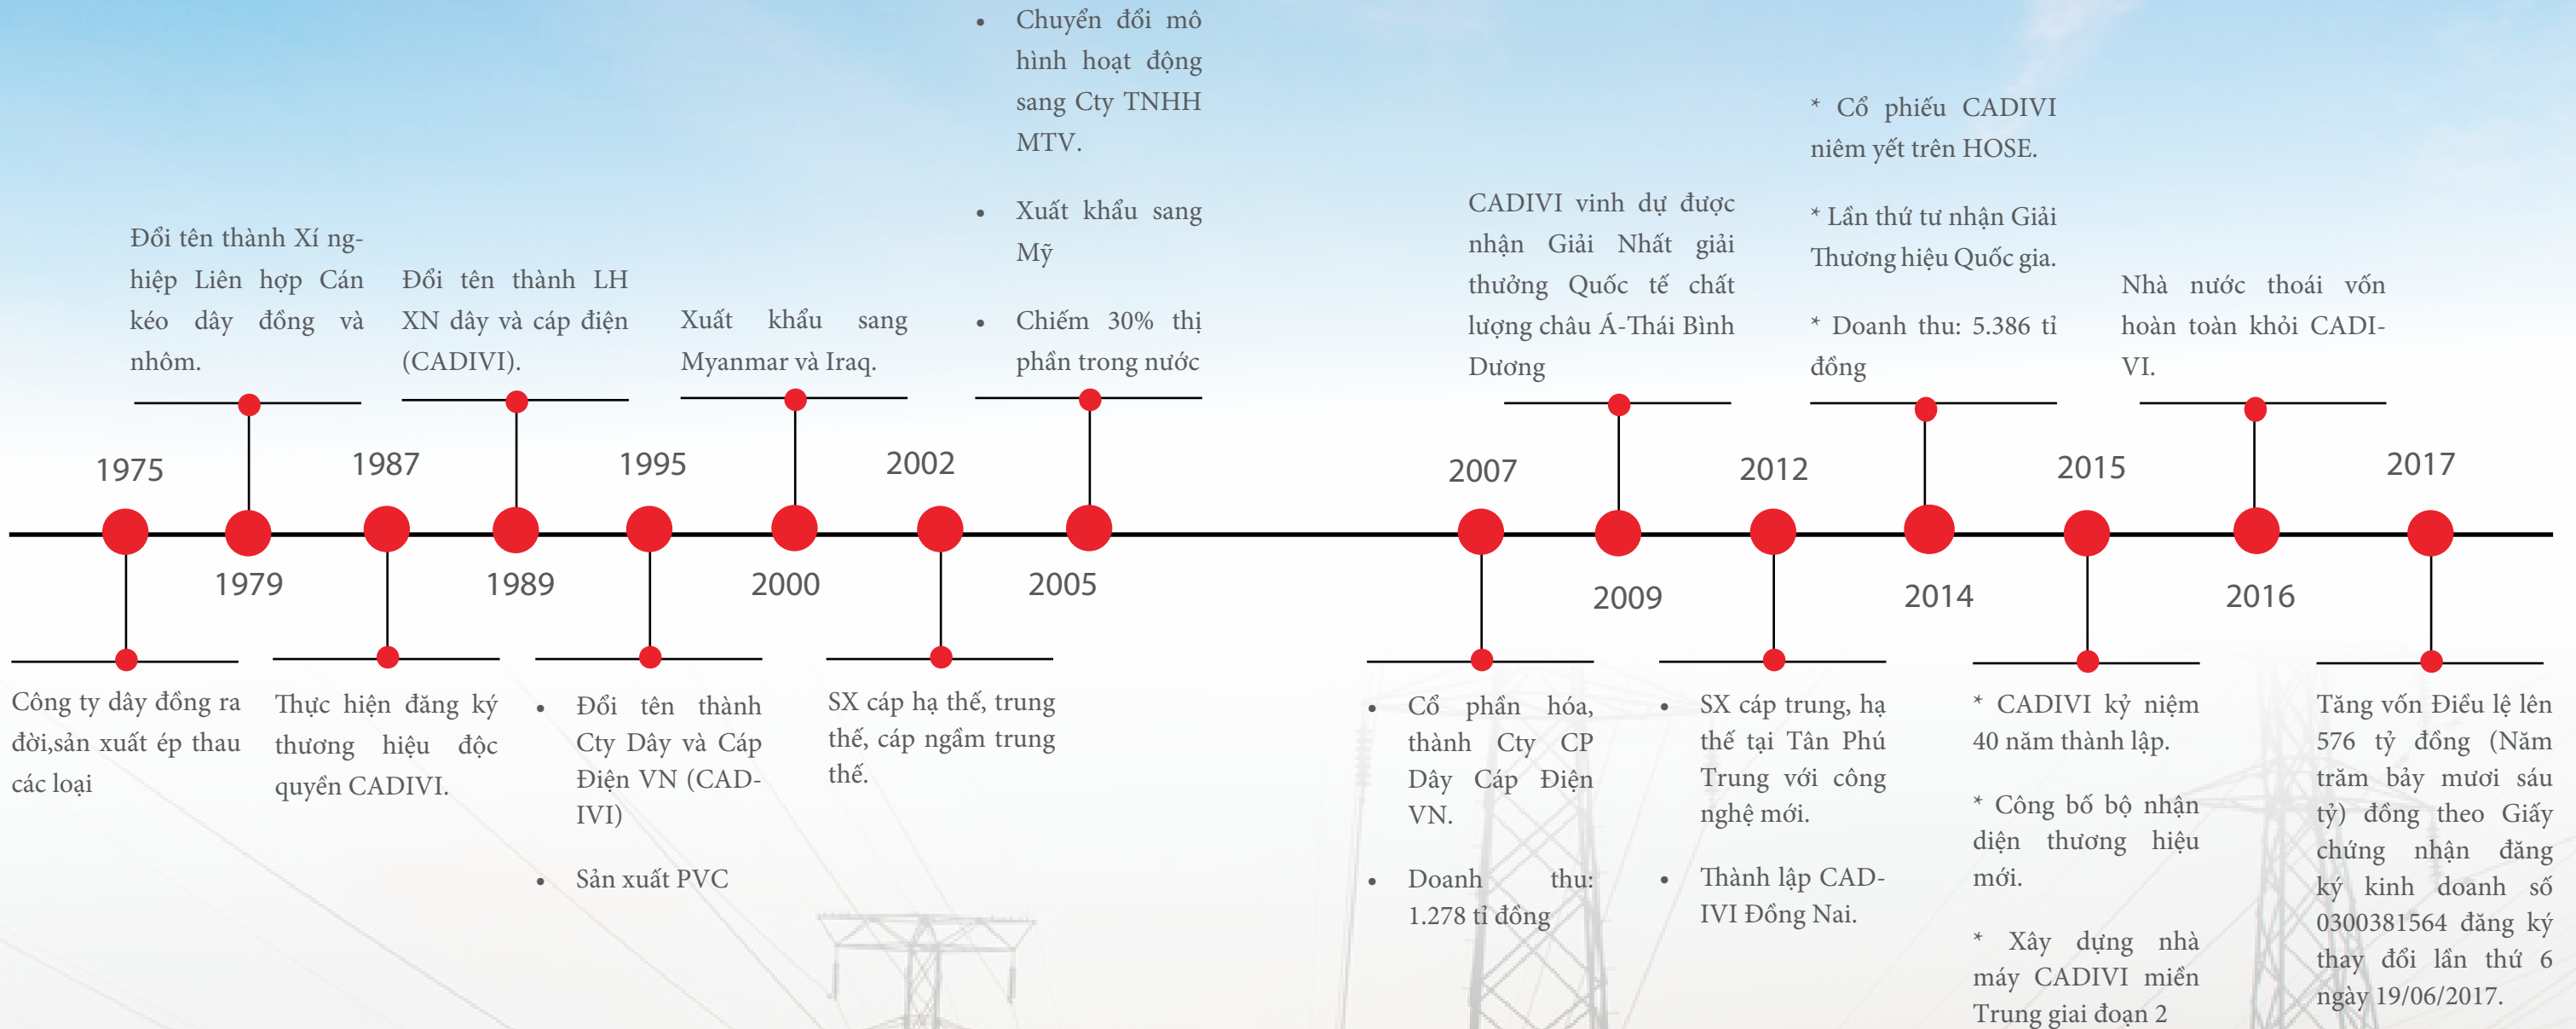 Đổi tên thành Xí ng-
hiệp Liên hợp Cán
kéo dây đồng và
nhôm.
Đổi tên thành LH
XN dây và cáp điện
(CADIVI).
Xuất khẩu sang
Myanmar và Iraq.
• Chuyển đổi mô
hình hoạt động
sang Cty TNHH
MTV.
• Xuất khẩu sang
Mỹ
• Chiếm 30% thị
phần trong nước
CADIVI vinh dự được
nhận Giải Nhất giải
thưởng Quốc tế chất
lượng châu Á-Thái Bình
Dương
* Cổ phiếu CADIVI
niêm yết trên HOSE.
* Lần thứ tư nhận Giải
Thương hiệu Quốc gia.
* Doanh thu: 5.386 tỉ
đồng
Nhà nước thoái vốn
hoàn toàn khỏi CADI-
VI.
1975
1987
1995
2002
2007
2012
2015
2017
1979
1989
2000
2005
2009
2014
2016
Công ty dây đồng ra
đời,sản xuất ép thau
các loại
Thực hiện đăng ký
thương hiệu độc
quyền CADIVI.
• Đổi tên thành
Cty Dây và Cáp
Điện VN (CAD-
IVI)
• Sản xuất PVC
SX cáp hạ thế, trung
thế, cáp ngầm trung
thế.
• Cổ phần hóa,
thành Cty CP
Dây Cáp Điện
VN.
• Doanh thu:
1.278 tỉ đồng
• SX cáp trung, hạ
thế tại Tân Phú
Trung với công
nghệ mới.
• Thành lập CAD-
IVI Đồng Nai.
* CADIVI kỷ niệm
40 năm thành lập.
* Công bố bộ nhận
diện thương hiệu
mới.
* Xây dựng nhà
máy CADIVI miền
Trung giai đoạn 2
Tăng vốn Điều lệ lên
576 tỷ đồng (Năm
trăm bảy mươi sáu
tỷ) đồng theo Giấy
chứng nhận đăng
ký kinh doanh số
0300381564 đăng ký
thay đổi lần thứ 6
ngày 19/06/2017.